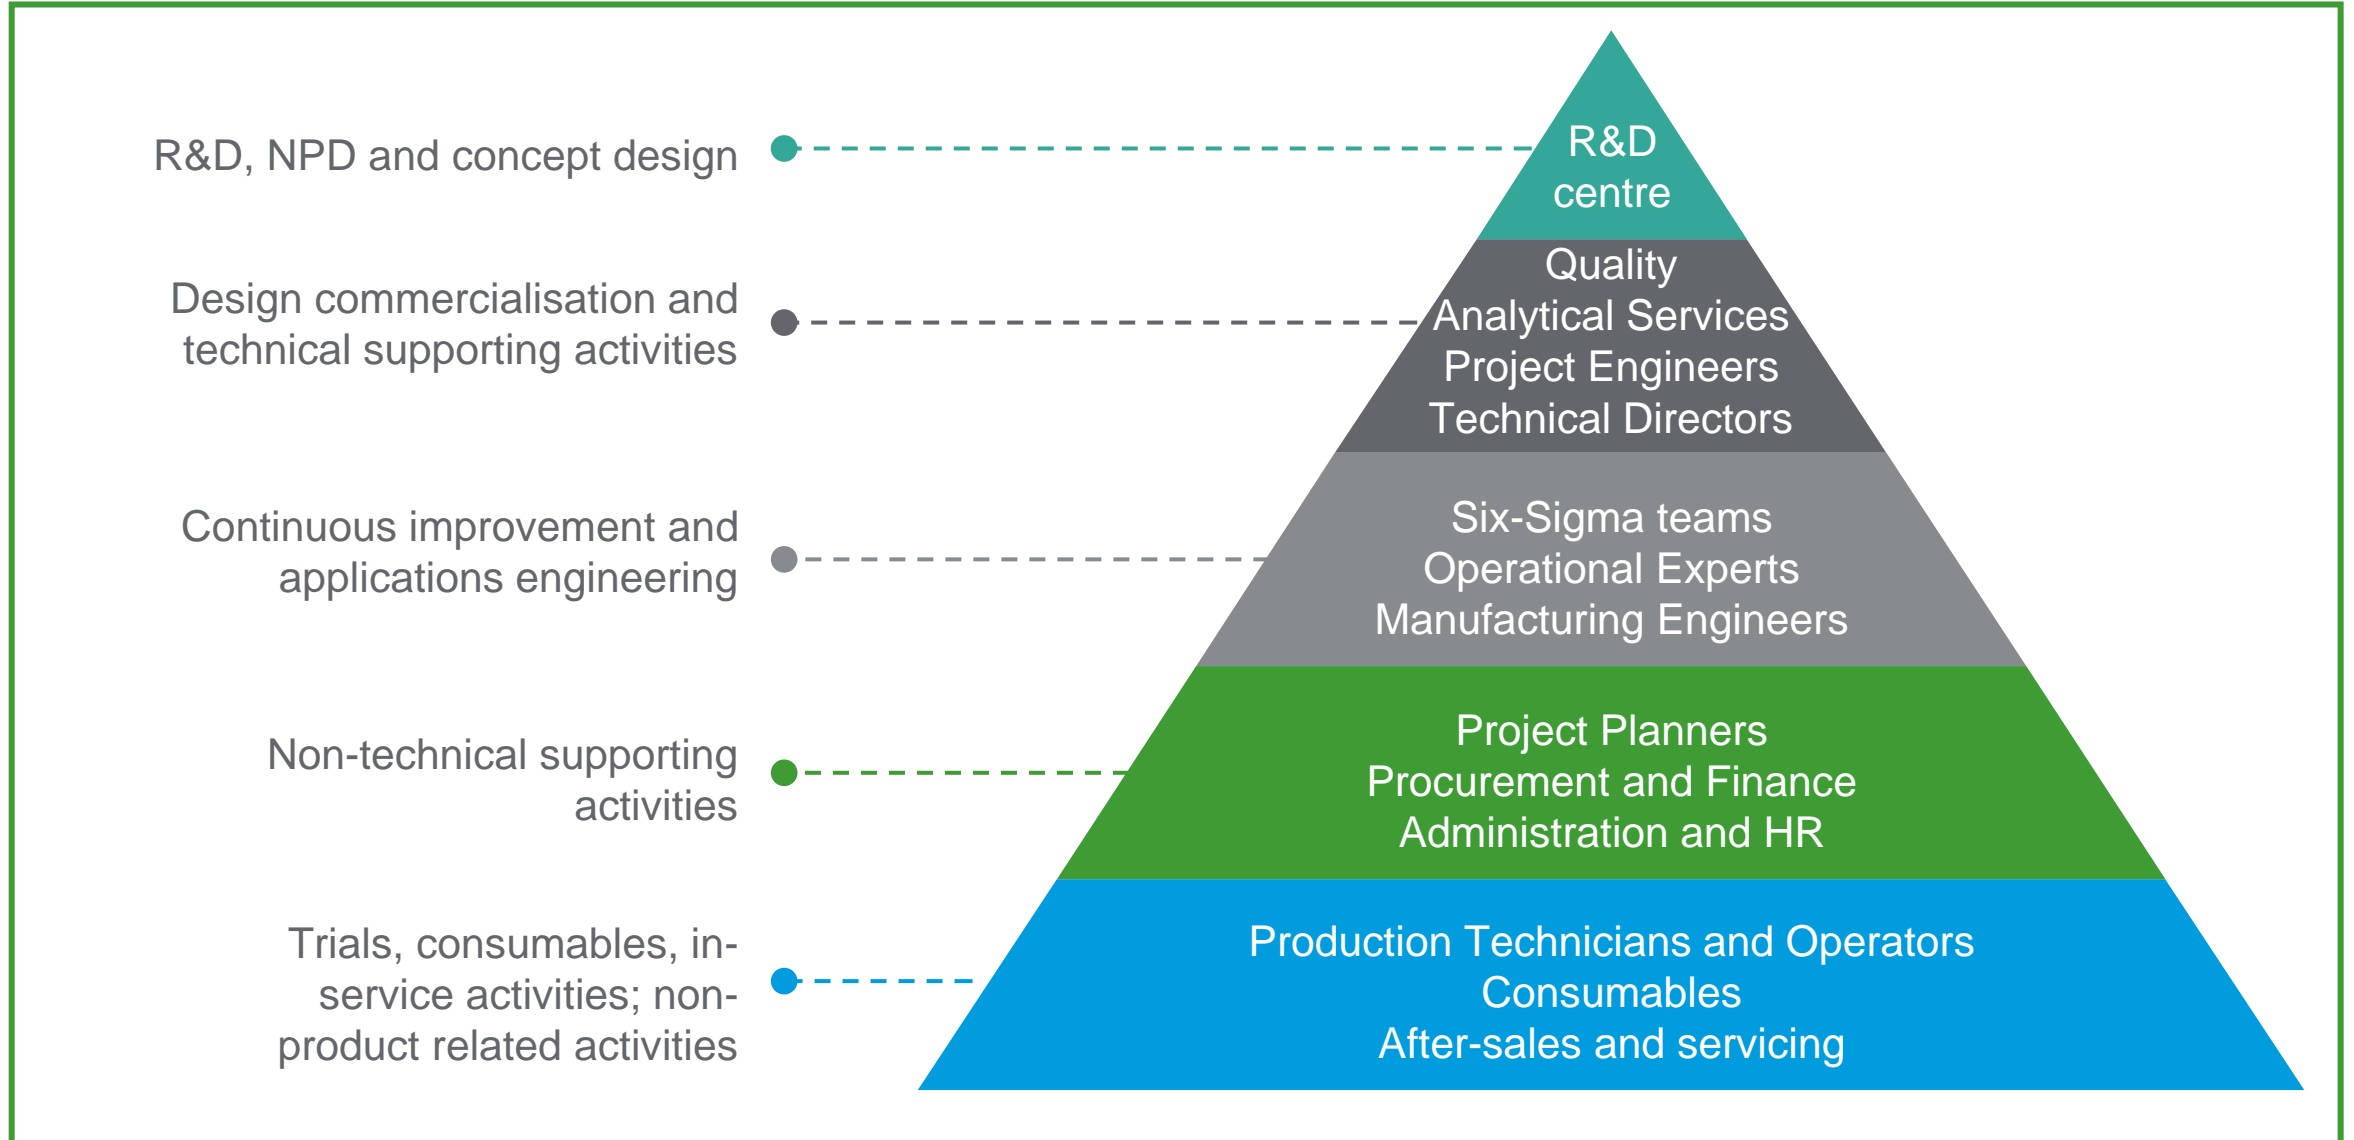 R&D, NPD and concept design
R&D
centre
Design commercialisation and
technical supporting activities
Quality
Analytical Services
Project Engineers
Technical Directors
Continuous improvement and
applications engineering
Six-Sigma teams
Operational Experts
Manufacturing Engineers
Non-technical supporting
activities
Project Planners
Procurement and Finance
Administration and HR
Trials, consumables, in-
service activities; non-
product related activities
Production Technicians and Operators
Consumables
After-sales and servicing